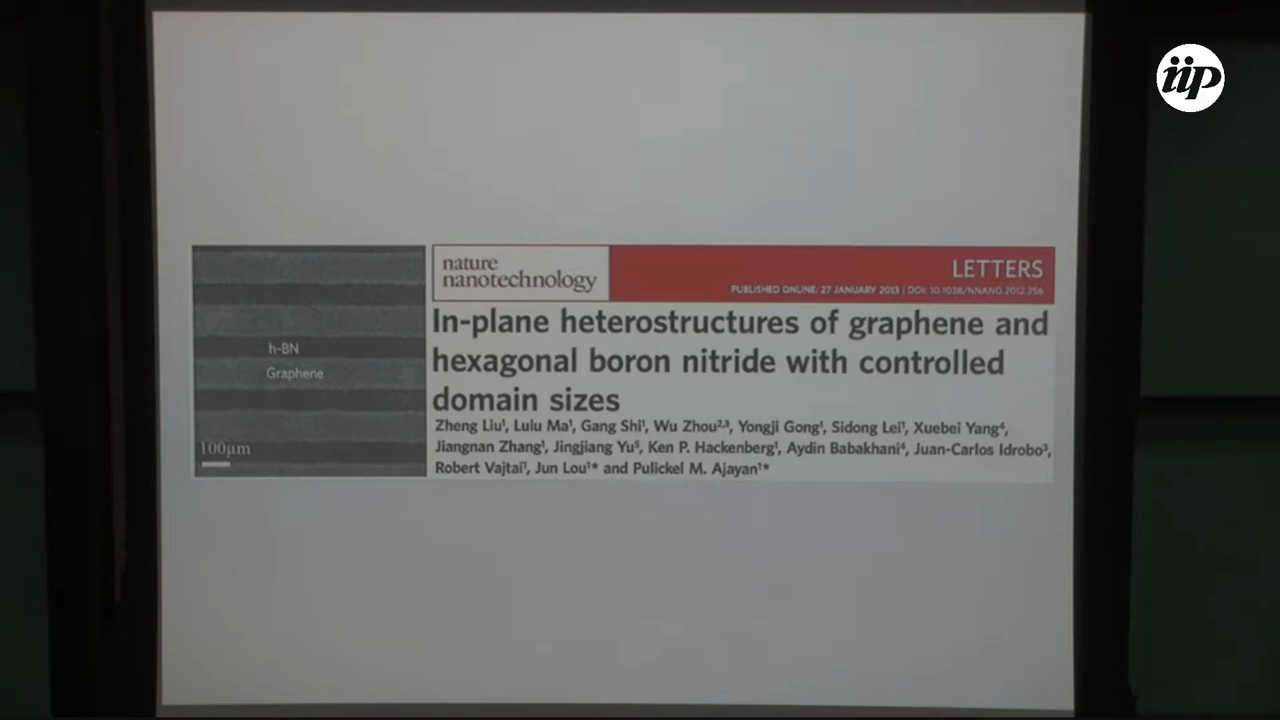 iip
nature
nanotechnology
LETTERS
PUBLISHED ONLINE: 27 JANUARY 2013 | DOI: 10.1038/NNANO.2012.256
In-plane heterostructures of graphene and
hexagonal boron nitride with controlled
domain sizes
Zheng Liu¹, Lulu Ma¹, Gang Shi¹, Wu Zhou²,³, Yongji Gong¹, Sidong Lei¹, Xuebei Yang⁴,
Jiangnan Zhang¹, Jingjiang Yu⁵, Ken P. Hackenberg¹, Aydin Babakhani⁴, Juan-Carlos Idrobo³,
Robert Vajtai¹, Jun Lou¹* and Pulickel M. Ajayan¹*
h-BN
Graphene
100µm